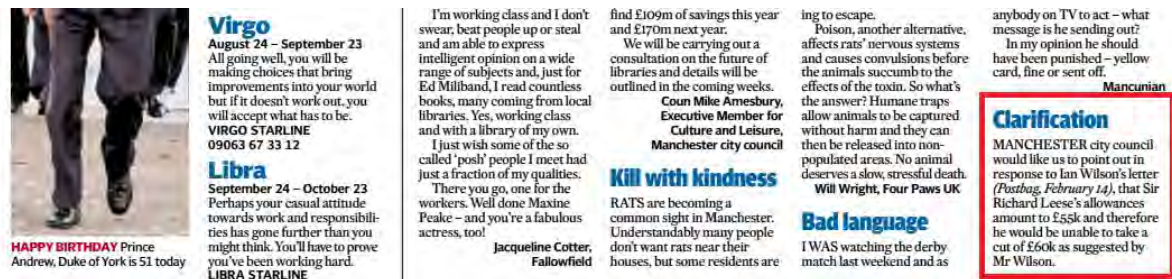 HAPPY BIRTHDAY Prince
Andrew, Duke of York is 51 today
Virgo
August 24 – September 23
All going well, you will be
making choices that bring
improvements into your world
but if it doesn't work out, you
will accept what has to be.
VIRGO STARLINE
09063 67 33 12
Libra
September 24 – October 23
Perhaps your casual attitude
towards work and responsibili-
ties has gone further than you
might think. You'll have to prove
you've been working hard.
LIBRA STARLINE
I'm working class and I don't
swear, beat people up or steal
and am able to express
intelligent opinion on a wide
range of subjects and, just for
Ed Miliband, I read countless
books, many coming from local
libraries. Yes, working class
and with a library of my own.
I just wish some of the so
called 'posh' people I meet had
just a fraction of my qualities.
There you go, one for the
workers. Well done Maxine
Peake – and you're a fabulous
actress, too!
Jacqueline Cotter,
Fallowfield
find £109m of savings this year
and £170m next year.
We will be carrying out a
consultation on the future of
libraries and details will be
outlined in the coming weeks.
Coun Mike Amesbury,
Executive Member for
Culture and Leisure,
Manchester city council
Kill with kindness
RATS are becoming a
common sight in Manchester.
Understandably many people
don't want rats near their
houses, but some residents are
ing to escape.
Poison, another alternative,
affects rats' nervous systems
and causes convulsions before
the animals succumb to the
effects of the toxin. So what's
the answer? Humane traps
allow animals to be captured
without harm and they can
then be released into non-
populated areas. No animal
deserves a slow, stressful death.
Will Wright, Four Paws UK
Bad language
I WAS watching the derby
match last weekend and as
anybody on TV to act – what
message is he sending out?
In my opinion he should
have been punished – yellow
card, fine or sent off.
Mancunian
Clarification
MANCHESTER city council
would like us to point out in
response to Ian Wilson's letter
(Postbag, February 14), that Sir
Richard Leese's allowances
amount to £55k and therefore
he would be unable to take a
cut of £60k as suggested by
Mr Wilson.